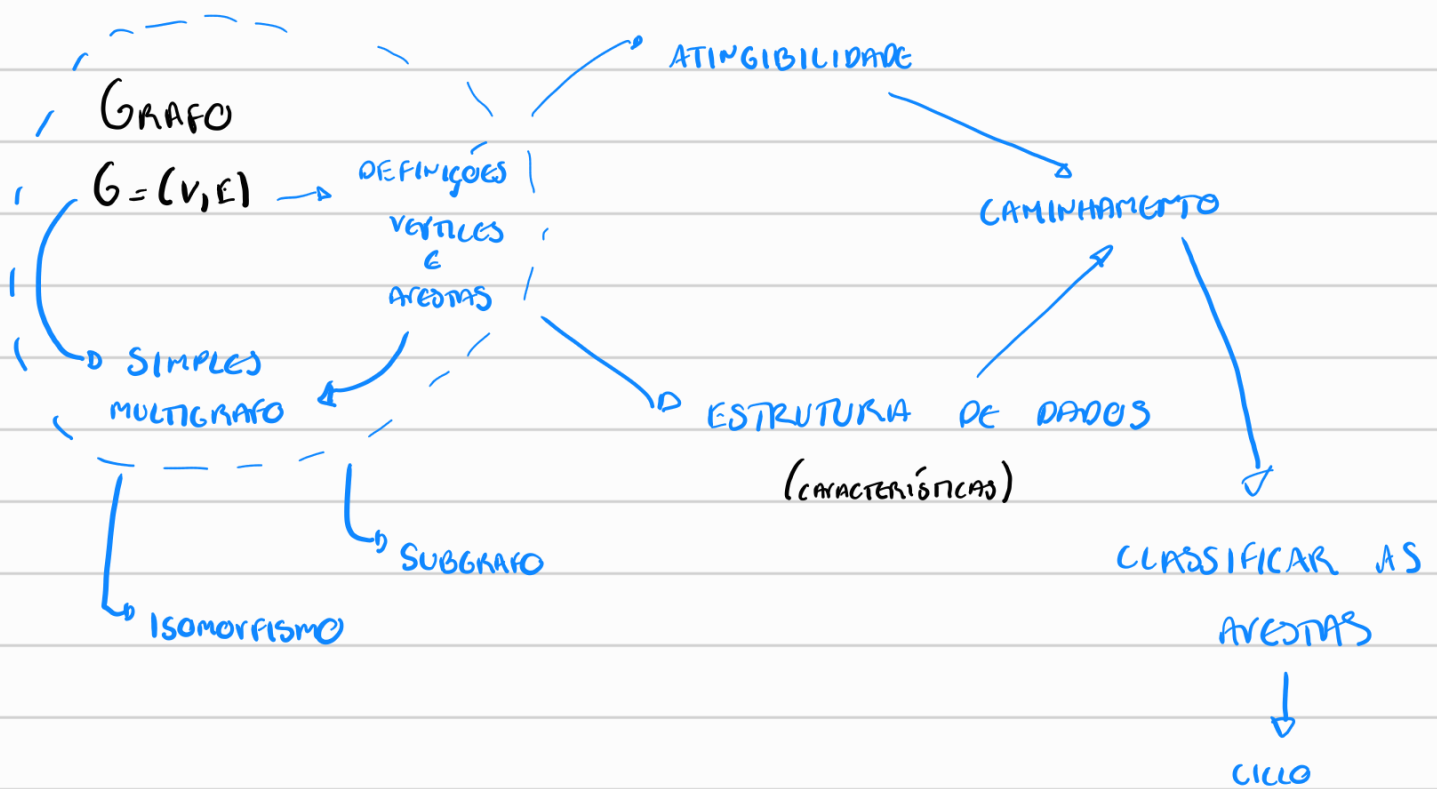 GRAFO
G = (V, E)
DEFINIÇÕES
VERTICES
E
ARESTAS
SIMPLES
MULTIGRAFO
ISOMORFISMO
SUBGRAFO
ATINGIBILIDADE
CAMINHAMENTO
ESTRUTURA DE DADOS
(CARACTERÍSTICAS)
CLASSIFICAR AS
ARESTAS
CICLO